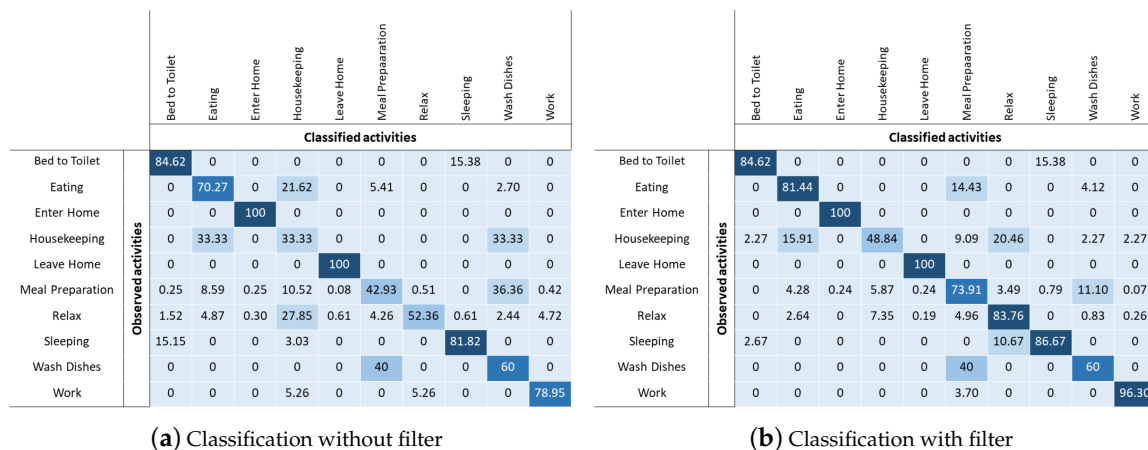 Bed to Toilet Eating Enter Home Housekeeping Leave Home Meal Prepaaration Relax Sleeping Wash Dishes Work
Classified activities
Observed activities
Bed to Toilet 84.62 0 0 0 0 0 0 15.38 0 0
Eating 0 70.27 0 21.62 0 5.41 0 0 2.70 0
Enter Home 0 0 100 0 0 0 0 0 0 0
Housekeeping 0 33.33 0 33.33 0 0 0 0 33.33 0
Leave Home 0 0 0 0 100 0 0 0 0 0
Meal Preparation 0.25 8.59 0.25 10.52 0.08 42.93 0.51 0 36.36 0.42
Relax 1.52 4.87 0.30 27.85 0.61 4.26 52.36 0.61 2.44 4.72
Sleeping 15.15 0 0 3.03 0 0 0 81.82 0 0
Wash Dishes 0 0 0 0 0 40 0 0 60 0
Work 0 0 0 5.26 0 0 5.26 0 0 78.95
(a) Classification without filter
Bed to Toilet Eating Enter Home Housekeeping Leave Home Meal Preparation Relax Sleeping Wash Dishes Work
Classified activities
Observed activities
Bed to Toilet 84.62 0 0 0 0 0 0 15.38 0 0
Eating 0 81.44 0 0 0 14.43 0 0 4.12 0
Enter Home 0 0 100 0 0 0 0 0 0 0
Housekeeping 2.27 15.91 0 48.84 0 9.09 20.46 0 2.27 2.27
Leave Home 0 0 0 0 100 0 0 0 0 0
Meal Preparation 0 4.28 0.24 5.87 0.24 73.91 3.49 0.79 11.10 0.07
Relax 0 2.64 0 7.35 0.19 4.96 83.76 0 0.83 0.26
Sleeping 2.67 0 0 0 0 0 10.67 86.67 0 0
Wash Dishes 0 0 0 0 0 40 0 0 60 0
Work 0 0 0 0 0 3.70 0 0 0 96.30
(b) Classification with filter